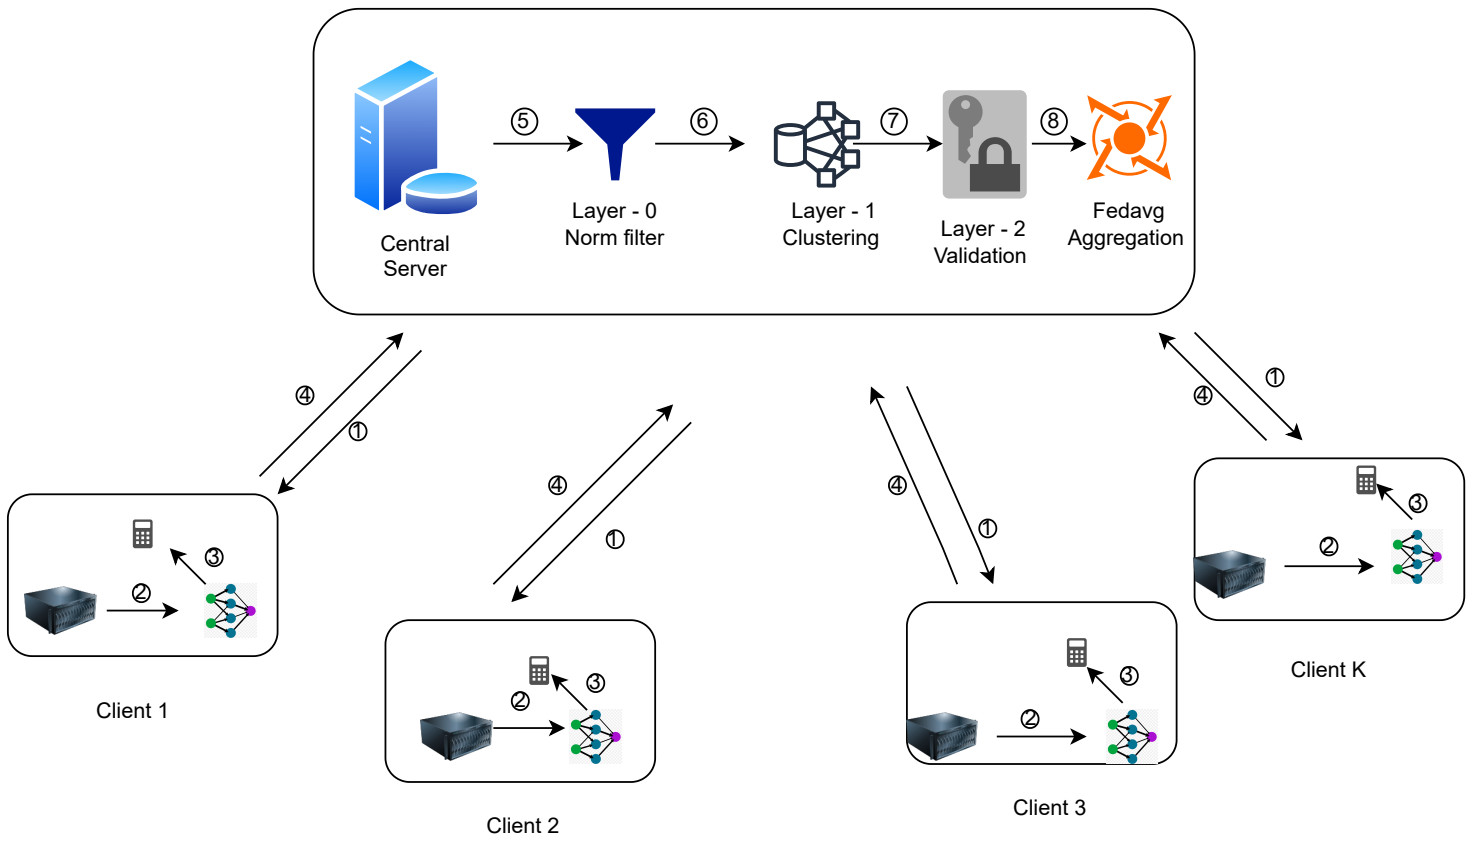 ⑤
⑥
⑦
⑧
Central
Server
Layer - 0
Norm filter
Layer - 1
Clustering
Layer - 2
Validation
Fedavg
Aggregation
④
①
④
①
④
①
④
①
③
②
Client 1
③
②
Client 2
③
②
Client 3
③
②
Client K